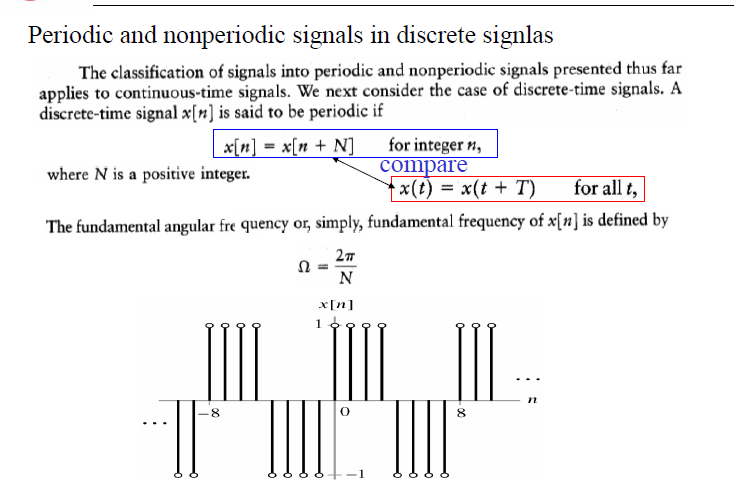 Periodic and nonperiodic signals in discrete signlas
The classification of signals into periodic and nonperiodic signals presented thus far
applies to continuous-time signals. We next consider the case of discrete-time signals. A
discrete-time signal x[n] is said to be periodic if
x[n] = x[n + N] for integer n,
compare
where N is a positive integer.
x(t) = x(t + T) for all t,
The fundamental angular fre quency or, simply, fundamental frequency of x[n] is defined by
Ω = 2π/N
x[n]
1
...
n
−8 0 8
...
−1